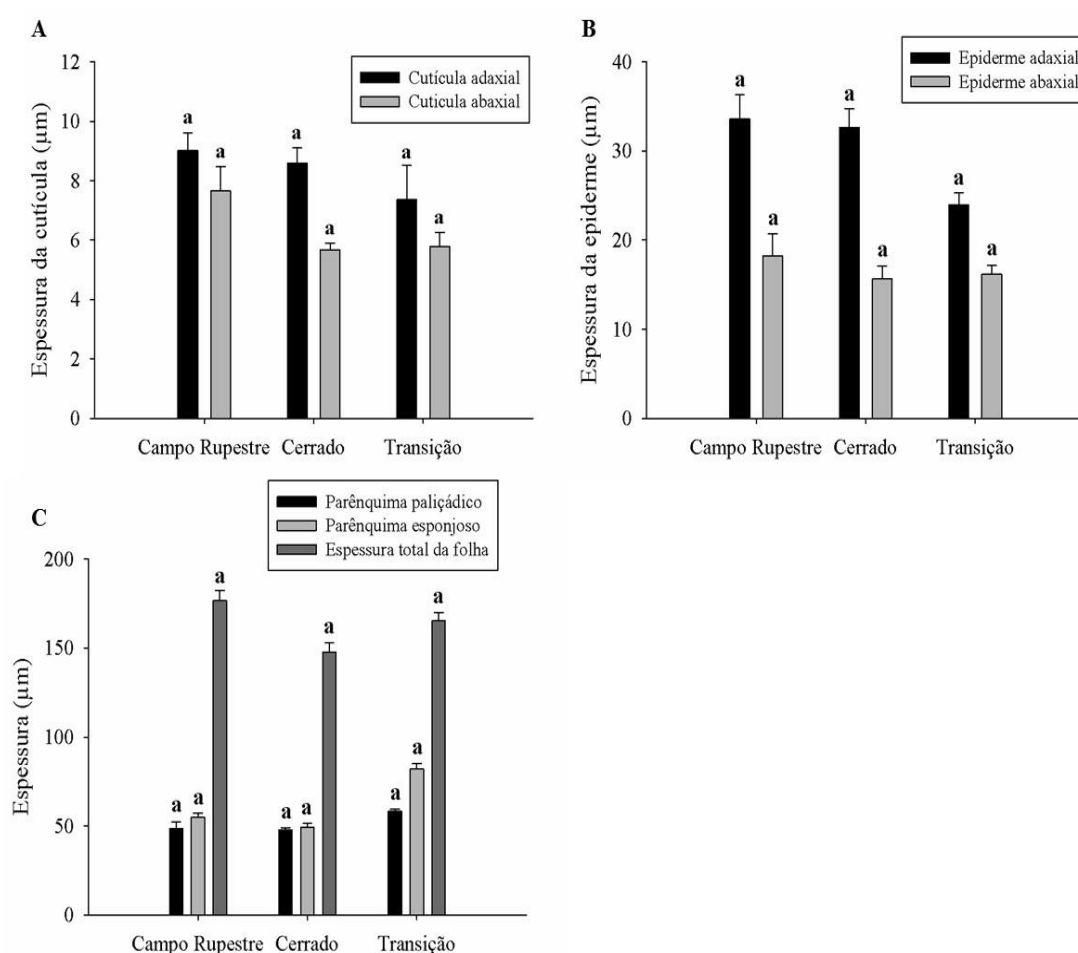 A
Espessura da cutícula (µm)
12
10
8
6
4
2
0
Cutícula adaxial
Cuticula abaxial
a
a
a
a
a
a
Campo Rupestre
Cerrado
Transição
B
Espessura da epiderme (µm)
40
30
20
10
0
Epiderme adaxial
Epiderme abaxial
a
a
a
a
a
a
Campo Rupestre
Cerrado
Transição
C
Espessura (µm)
200
150
100
50
0
Parênquima paliçádico
Parênquima esponjoso
Espessura total da folha
a
a
a
a
a
a
a
a
a
Campo Rupestre
Cerrado
Transição